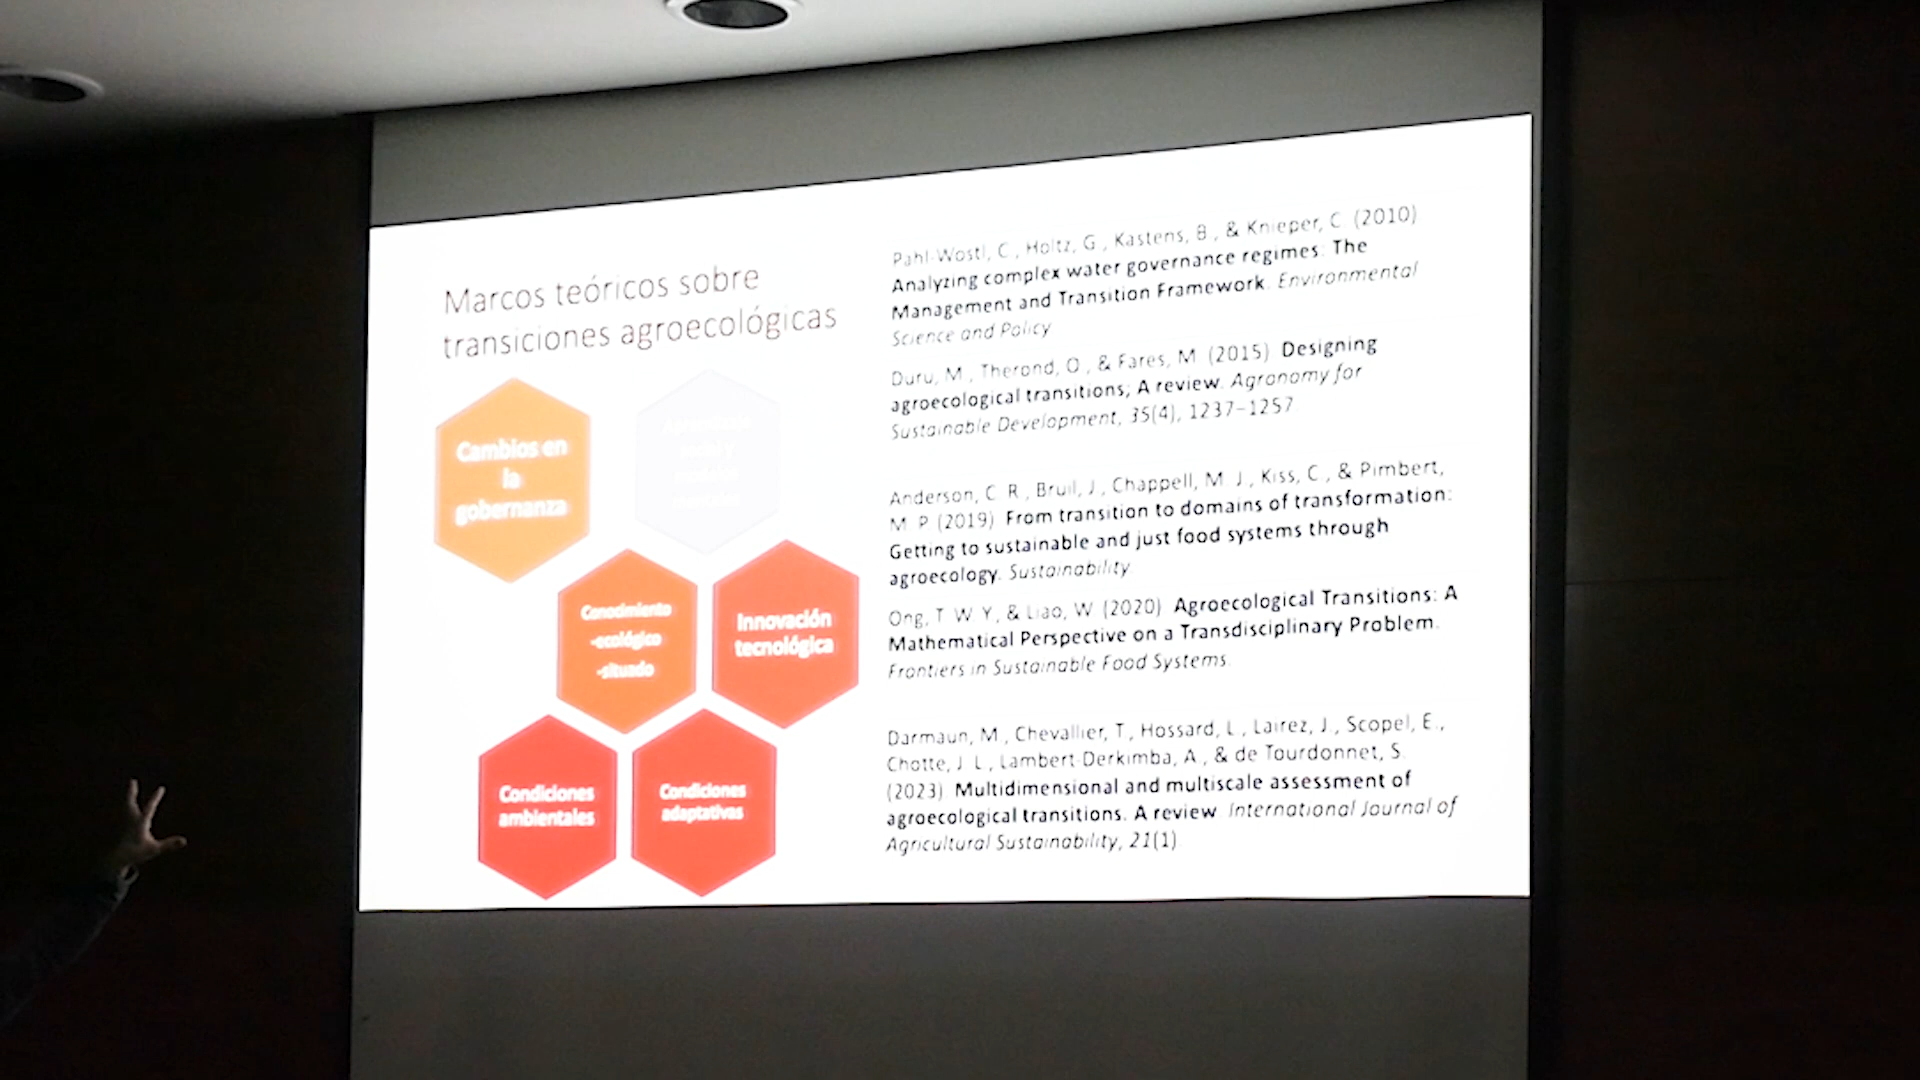 Marcos teóricos sobre
transiciones agroecológicas
Cambios en
la
gobernanza
Conocimiento
-ecológico
-situado
Innovación
tecnológica
Condiciones
ambientales
Condiciones
adaptativas
Pahl-Wostl, C., Holtz, G., Kastens, B., & Knieper, C. (2010)
Analyzing complex water governance regimes: The
Management and Transition Framework. Environmental
Science and Policy
Duru, M., Therond, O., & Fares, M. (2015). Designing
agroecological transitions; A review. Agronomy for
Sustainable Development, 35(4), 1237–1257.
Anderson, C. R., Bruil, J., Chappell, M. J., Kiss, C., & Pimbert,
M. P. (2019). From transition to domains of transformation:
Getting to sustainable and just food systems through
agroecology. Sustainability
Ong, T. W. Y., & Liao, W. (2020). Agroecological Transitions: A
Mathematical Perspective on a Transdisciplinary Problem.
Frontiers in Sustainable Food Systems.
Darmaun, M., Chevallier, T., Hossard, L., Lairez, J., Scopel, E.,
Chotte, J. L., Lambert-Derkimba, A., & de Tourdonnet, S.
(2023). Multidimensional and multiscale assessment of
agroecological transitions. A review. International Journal of
Agricultural Sustainability, 21(1).